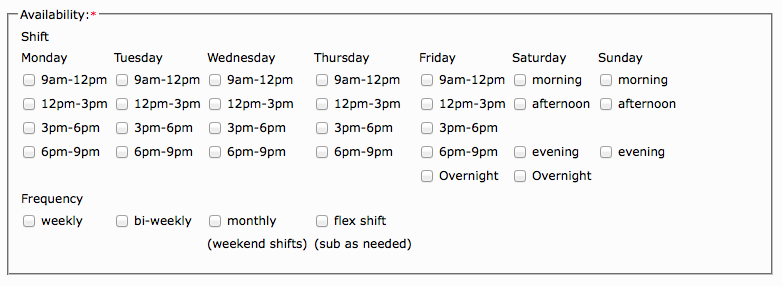 Availability:*
Shift
Monday Tuesday Wednesday Thursday Friday Saturday Sunday
9am-12pm 9am-12pm 9am-12pm 9am-12pm 9am-12pm morning morning
12pm-3pm 12pm-3pm 12pm-3pm 12pm-3pm 12pm-3pm afternoon afternoon
3pm-6pm 3pm-6pm 3pm-6pm 3pm-6pm 3pm-6pm
6pm-9pm 6pm-9pm 6pm-9pm 6pm-9pm 6pm-9pm evening evening
Overnight Overnight
Frequency
weekly bi-weekly monthly flex shift
(weekend shifts) (sub as needed)